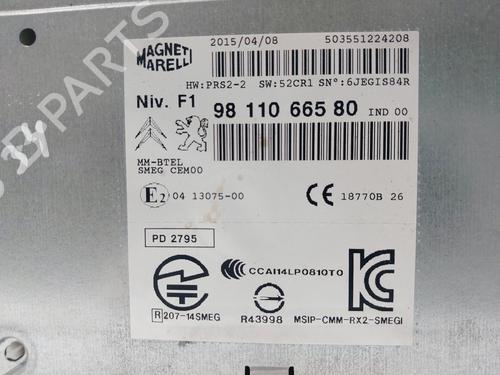 MAGNETI
MARELLI
2015/04/08 503551224208
HW:PRS2-2 SW:52CR1 SN°:6JEGIS84R
Niv. F1
98 110 665 80 IND 00
MM-BTEL
SMEG CEM00
E2 04 13075-00 CE 18770B 26
PD 2795
CCAI14LP0810T0
R 207-14SMEG
R43998
MSIP-CMM-RX2-SMEGI
PARTS